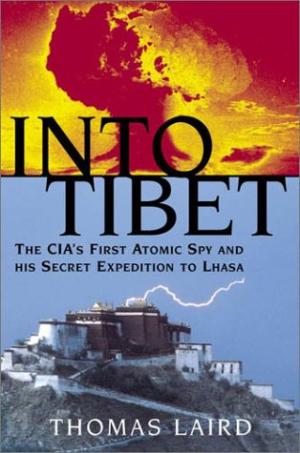 INTO
TIBET
THE CIA'S FIRST ATOMIC SPY AND
HIS SECRET EXPEDITION TO LHASA
THOMAS LAIRD